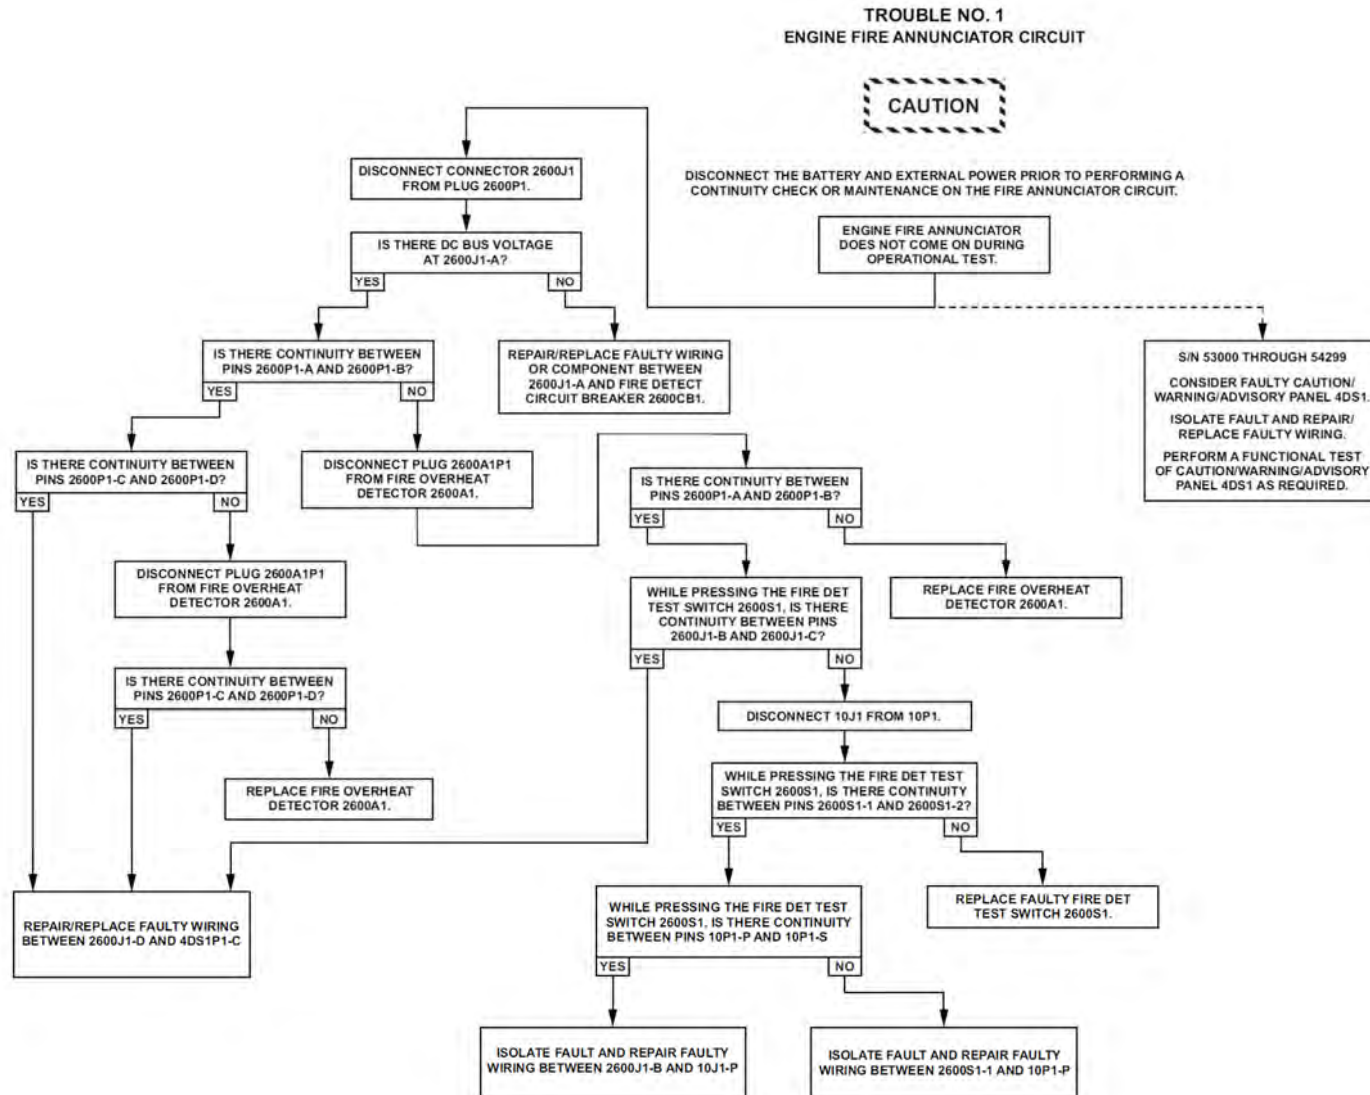 TROUBLE NO. 1
ENGINE FIRE ANNUNCIATOR CIRCUIT
CAUTION
DISCONNECT THE BATTERY AND EXTERNAL POWER PRIOR TO PERFORMING A
CONTINUITY CHECK OR MAINTENANCE ON THE FIRE ANNUNCIATOR CIRCUIT.
ENGINE FIRE ANNUNCIATOR
DOES NOT COME ON DURING
OPERATIONAL TEST.
DISCONNECT CONNECTOR 2600J1
FROM PLUG 2600P1.
IS THERE DC BUS VOLTAGE
AT 2600J1-A?
YES
NO
S/N 53000 THROUGH 54299
CONSIDER FAULTY CAUTION/
WARNING/ADVISORY PANEL 4DS1.
ISOLATE FAULT AND REPAIR/
REPLACE FAULTY WIRING.
PERFORM A FUNCTIONAL TEST
OF CAUTION/WARNING/ADVISORY
PANEL 4DS1 AS REQUIRED.
IS THERE CONTINUITY BETWEEN
PINS 2600P1-A AND 2600P1-B?
YES
NO
REPAIR/REPLACE FAULTY WIRING
OR COMPONENT BETWEEN
2600J1-A AND FIRE DETECT
CIRCUIT BREAKER 2600CB1.
IS THERE CONTINUITY BETWEEN
PINS 2600P1-C AND 2600P1-D?
YES
NO
DISCONNECT PLUG 2600A1P1
FROM FIRE OVERHEAT
DETECTOR 2600A1.
IS THERE CONTINUITY BETWEEN
PINS 2600P1-A AND 2600P1-B?
YES
NO
DISCONNECT PLUG 2600A1P1
FROM FIRE OVERHEAT
DETECTOR 2600A1.
WHILE PRESSING THE FIRE DET
TEST SWITCH 2600S1, IS THERE
CONTINUITY BETWEEN PINS
2600J1-B AND 2600J1-C?
YES
NO
REPLACE FIRE OVERHEAT
DETECTOR 2600A1.
IS THERE CONTINUITY BETWEEN
PINS 2600P1-C AND 2600P1-D?
YES
NO
DISCONNECT 10J1 FROM 10P1.
REPLACE FIRE OVERHEAT
DETECTOR 2600A1.
WHILE PRESSING THE FIRE DET TEST
SWITCH 2600S1, IS THERE CONTINUITY
BETWEEN PINS 2600S1-1 AND 2600S1-2?
YES
NO
REPAIR/REPLACE FAULTY WIRING
BETWEEN 2600J1-D AND 4DS1P1-C
WHILE PRESSING THE FIRE DET TEST
SWITCH 2600S1, IS THERE CONTINUITY
BETWEEN PINS 10P1-P AND 10P1-S
YES
NO
REPLACE FAULTY FIRE DET
TEST SWITCH 2600S1.
ISOLATE FAULT AND REPAIR FAULTY
WIRING BETWEEN 2600J1-B AND 10J1-P
ISOLATE FAULT AND REPAIR FAULTY
WIRING BETWEEN 2600S1-1 AND 10P1-P